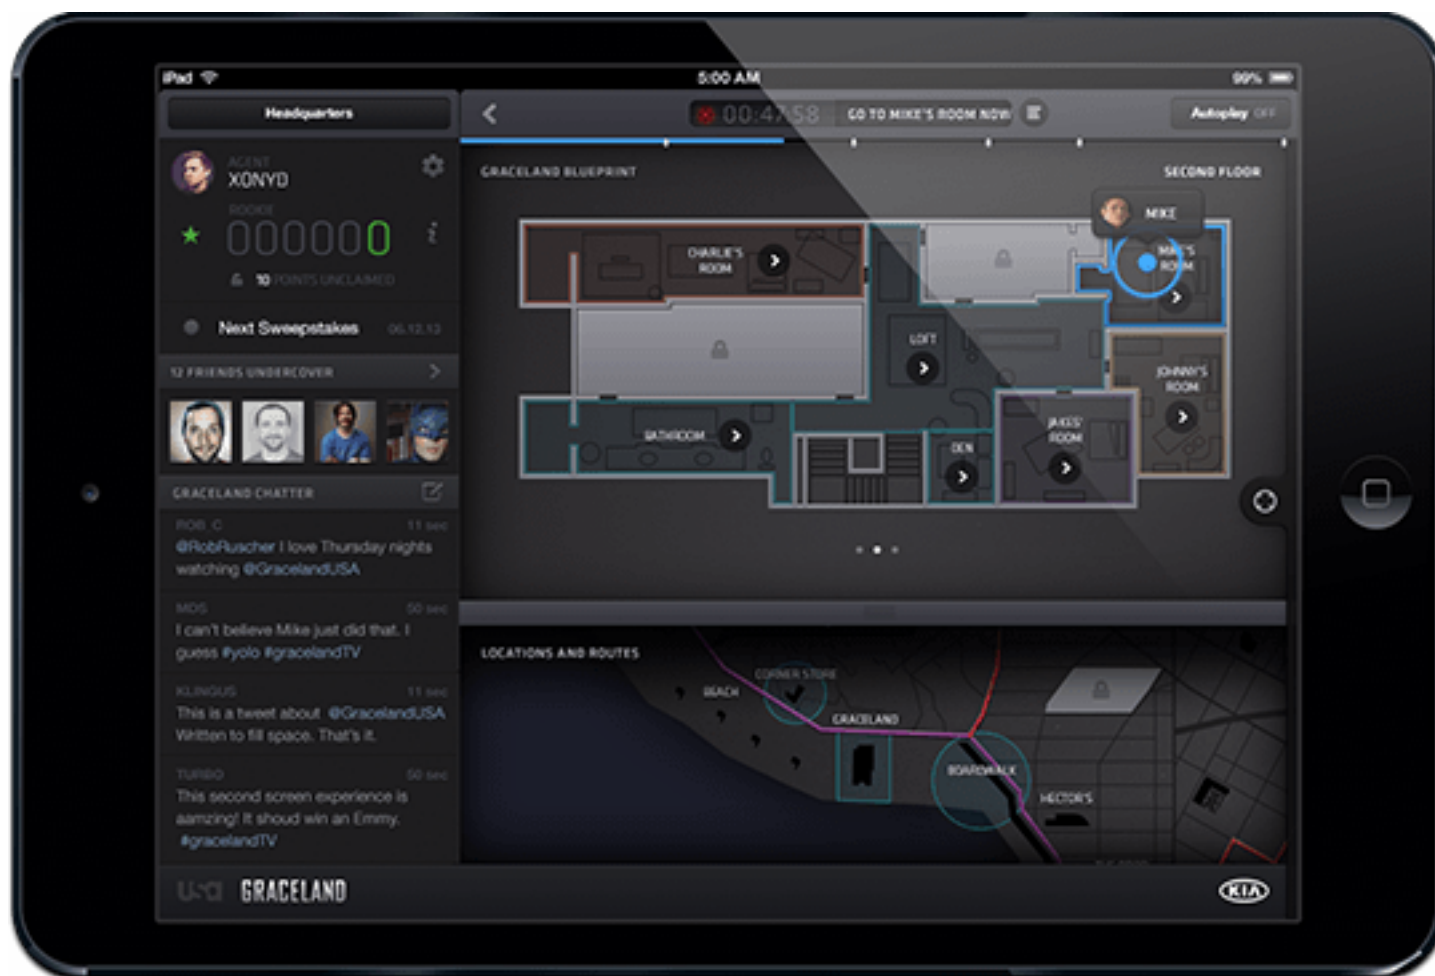 iPad
5:00 AM
99%
Headquarters
00:47:58
GO TO MIKE'S ROOM NOW
Autoplay OFF
AGENT
XONYD
ROOKIE
000000
10 POINTS UNCLAIMED
Next Sweepstakes 06.12.13
12 FRIENDS UNDERCOVER
GRACELAND CHATTER
ROB_C 11 sec
@RobRuscher I love Thursday nights
watching @GracelandUSA
MOS 50 sec
I can't believe Mike just did that. I
guess #yolo #gracelandTV
KLINGUS 11 sec
This is a tweet about @GracelandUSA
Written to fill space. That's it.
TURBO 50 sec
This second screen experience is
aamzing! It shoud win an Emmy.
#gracelandTV
GRACELAND BLUEPRINT
SECOND FLOOR
MIKE
CHARLIE'S
ROOM
MIKE'S
ROOM
LOFT
JOHNNY'S
ROOM
BATHROOM
JAKES'
ROOM
DEN
LOCATIONS AND ROUTES
CORNER STORE
BEACH
GRACELAND
BOARDWALK
HECTOR'S
usa GRACELAND
KIA